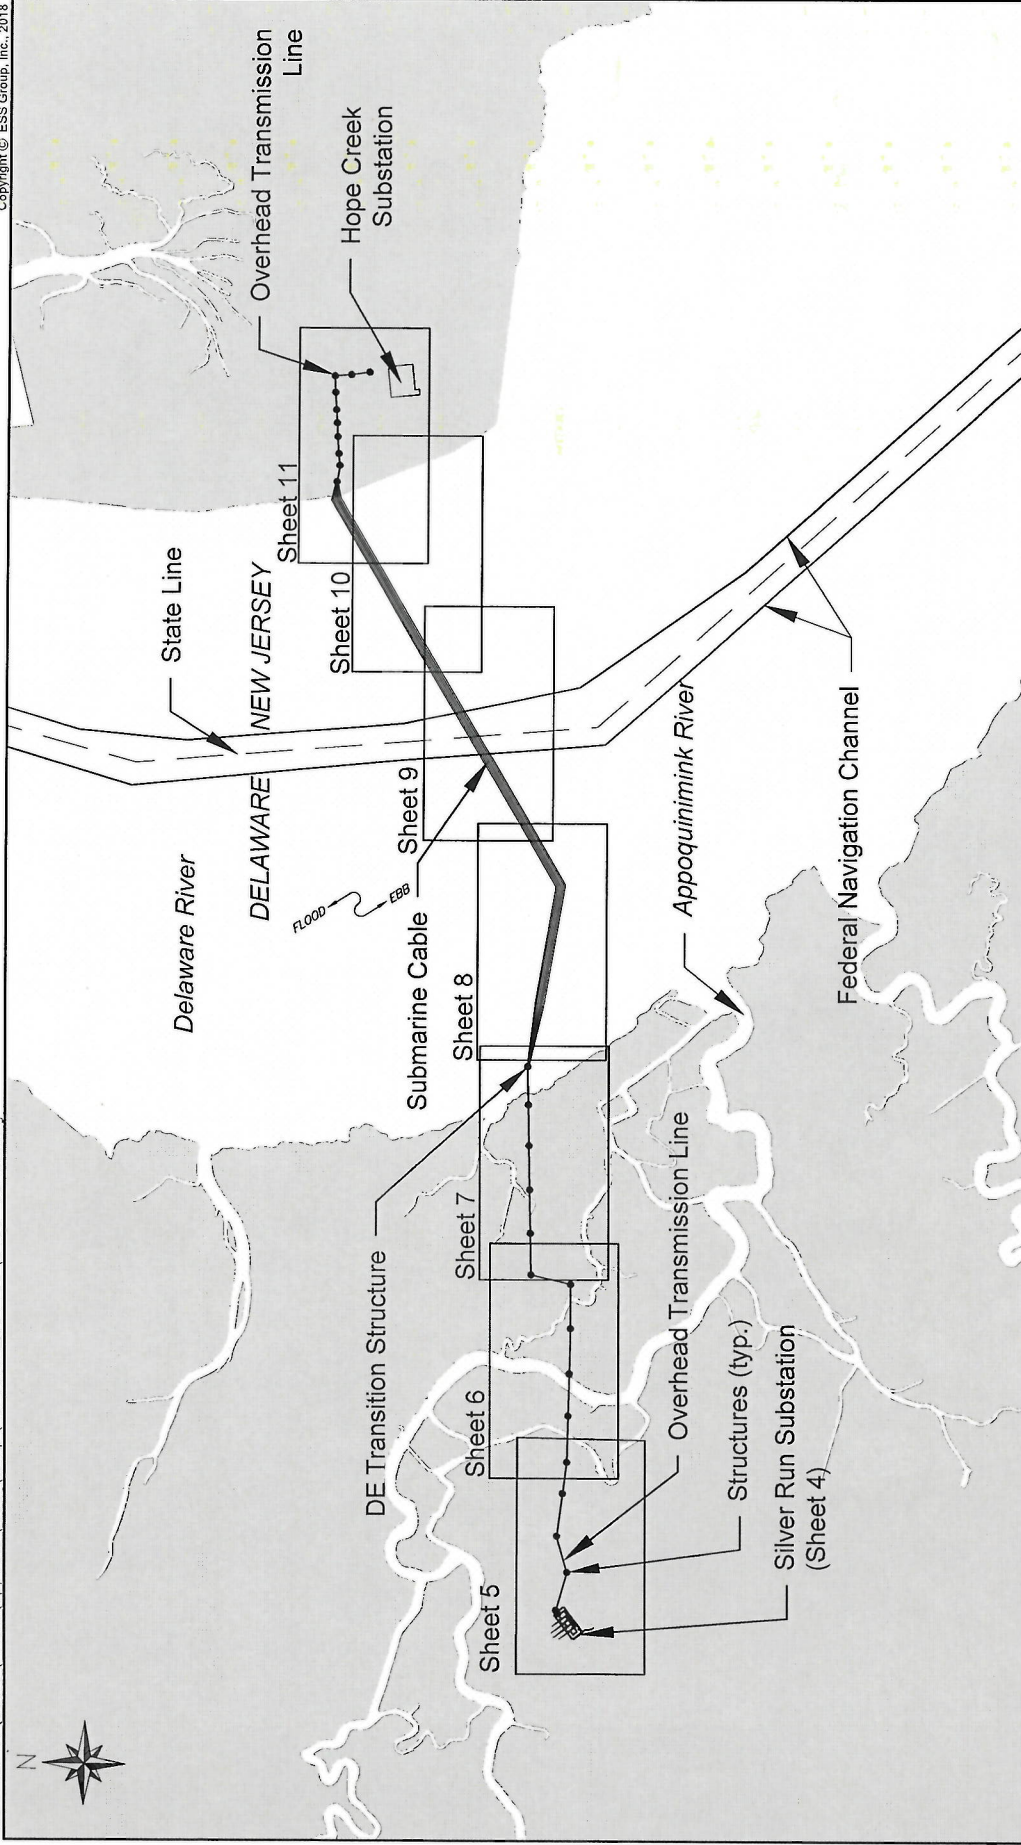 Copyright © ESS Group, Inc., 2018
N
Delaware River
State Line
DELAWARE
NEW JERSEY
FLOOD
EBB
Overhead Transmission
Line
Hope Creek
Substation
Sheet 11
Sheet 10
Sheet 9
Submarine Cable
Sheet 8
DE Transition Structure
Sheet 7
Sheet 6
Sheet 5
Appoquinimink River
Federal Navigation Channel
Overhead Transmission Line
Structures (typ.)
Silver Run Substation
(Sheet 4)